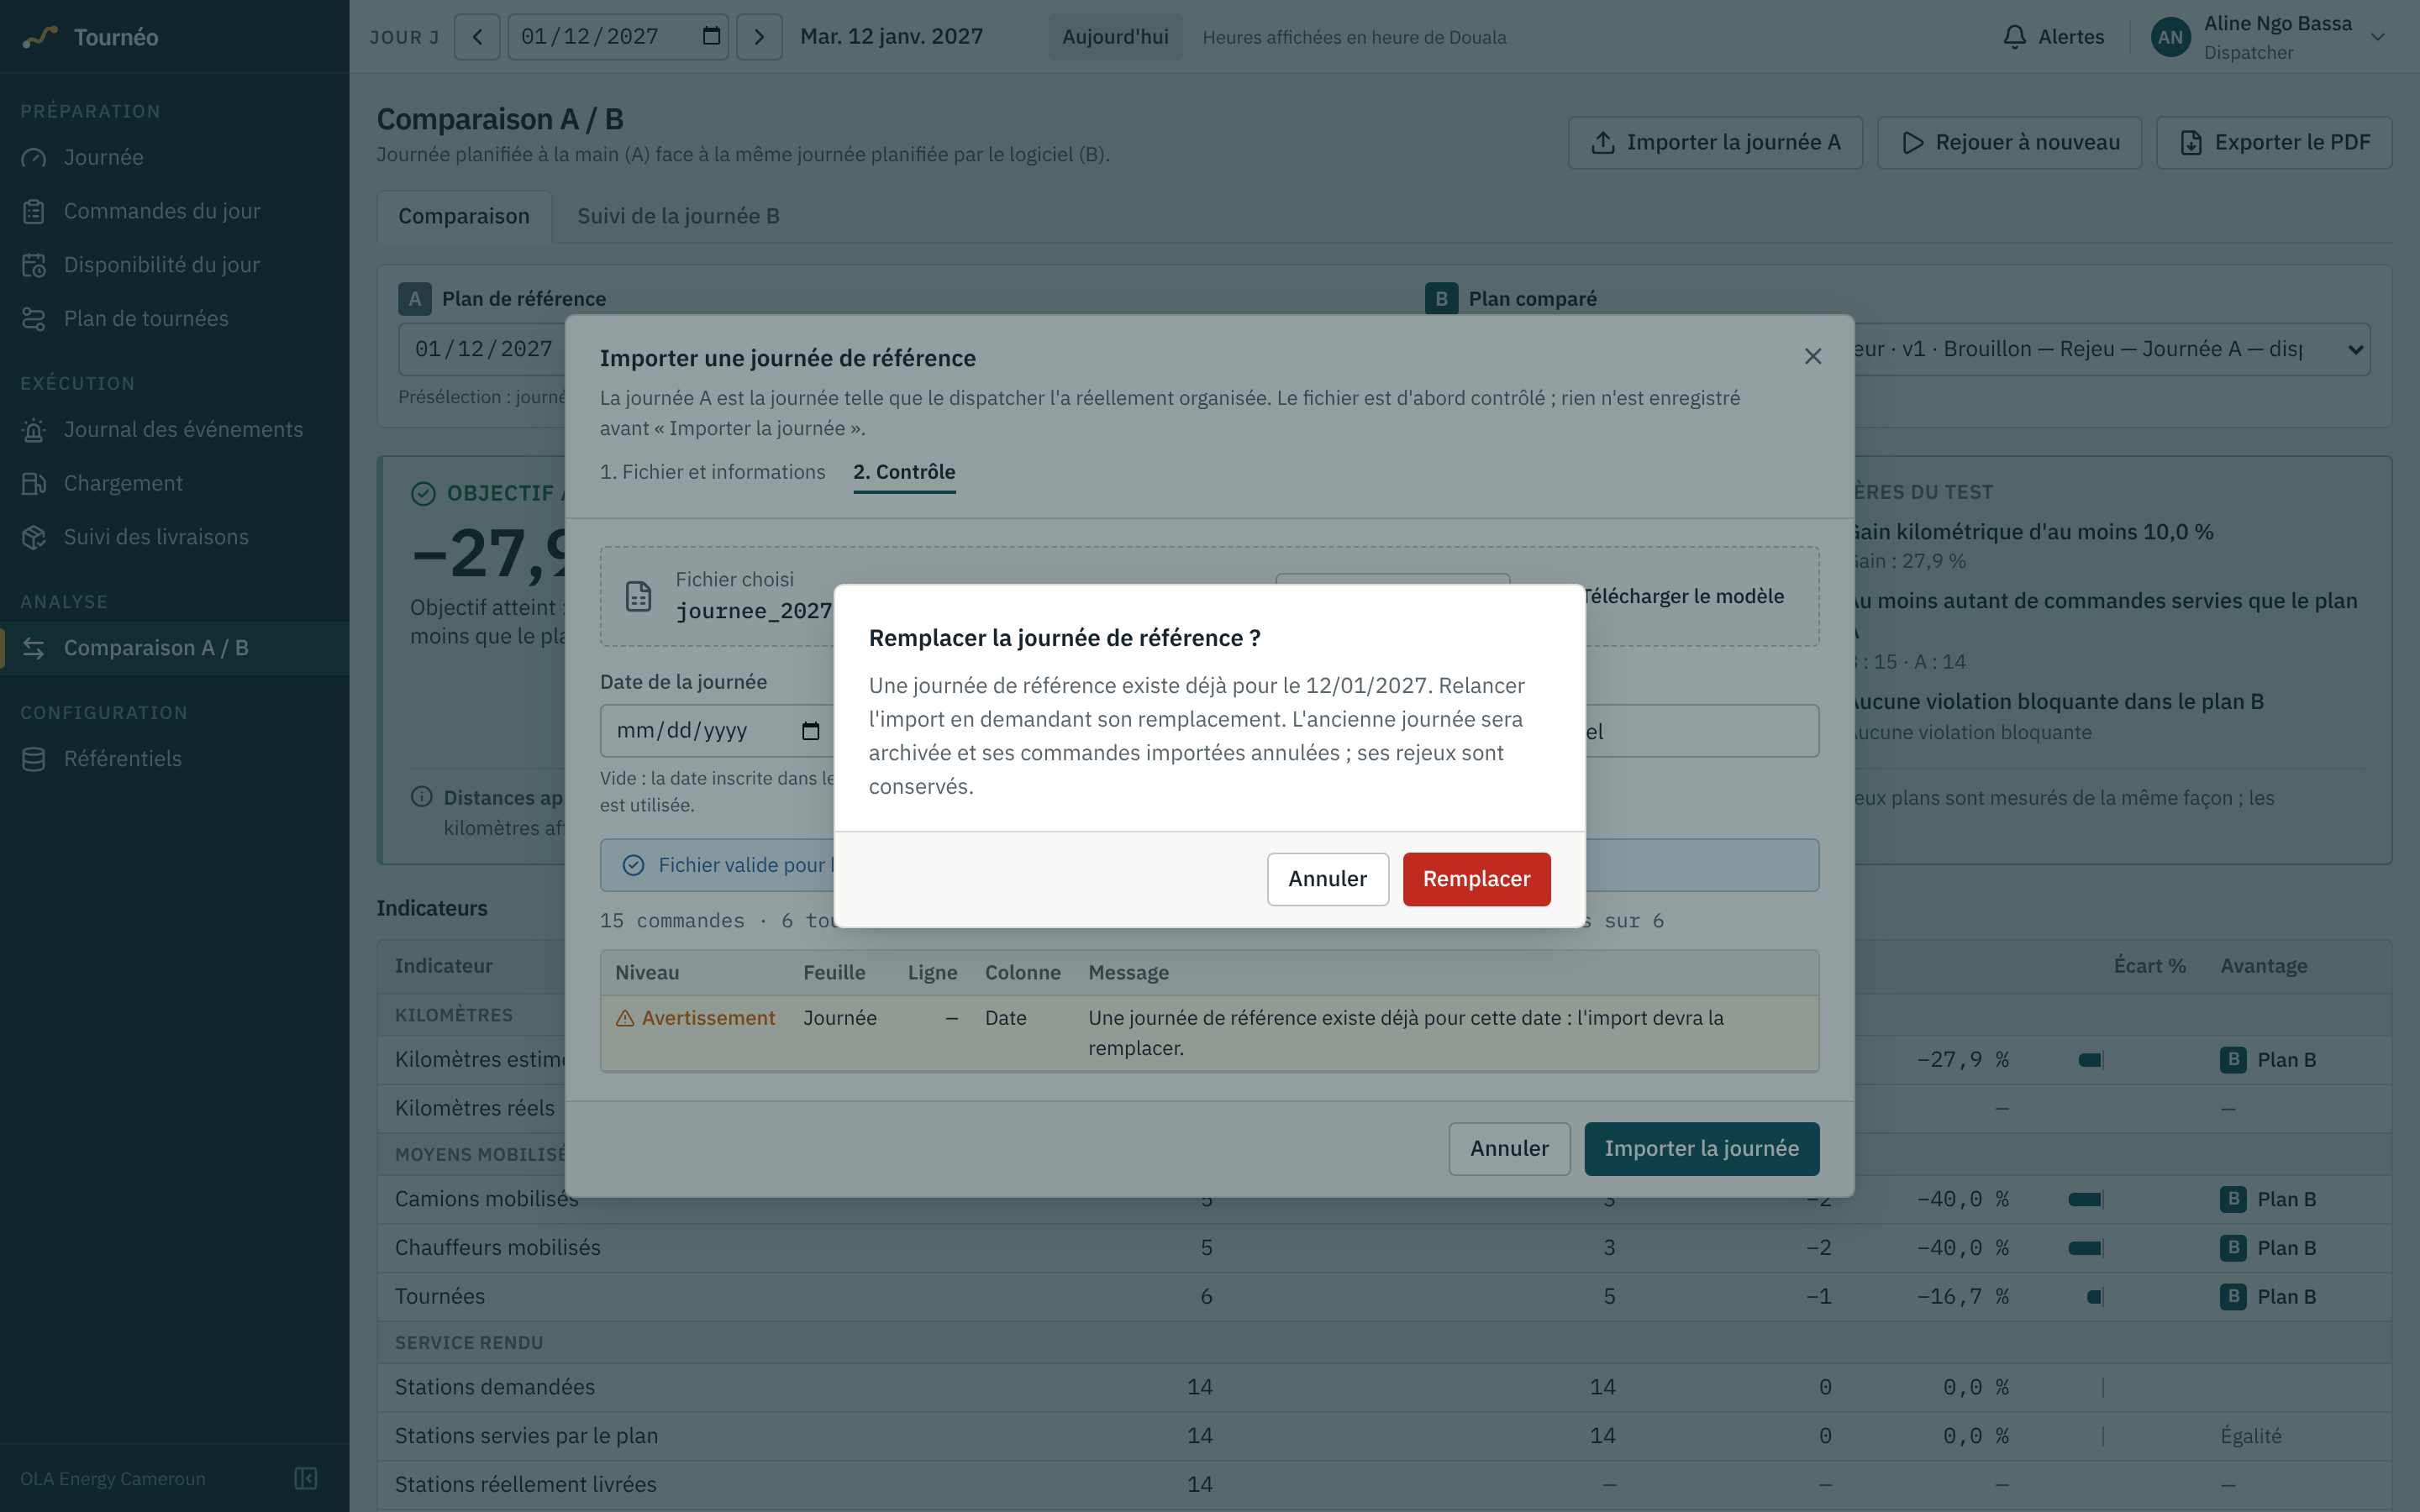 Tournéo
JOUR J
01/12/2027
Mar. 12 janv. 2027
Aujourd'hui
Heures affichées en heure de Douala
Alertes
AN
Aline Ngo Bassa
Dispatcher
PRÉPARATION
Journée
Commandes du jour
Disponibilité du jour
Plan de tournées
EXÉCUTION
Journal des événements
Chargement
Suivi des livraisons
ANALYSE
Comparaison A / B
CONFIGURATION
Référentiels
OLA Energy Cameroun
Comparaison A / B
Journée planifiée à la main (A) face à la même journée planifiée par le logiciel (B).
Importer la journée A
Rejouer à nouveau
Exporter le PDF
Comparaison
Suivi de la journée B
A Plan de référence
B Plan comparé
01/12/2027
eur · v1 · Brouillon — Rejeu — Journée A — disp
Présélection : journé
OBJECTIF
−27,9
Objectif atteint :
moins que le pla
Distances ap
kilomètres af
ÈRES DU TEST
Gain kilométrique d'au moins 10,0 %
Gain : 27,9 %
Au moins autant de commandes servies que le plan
A
B : 15 · A : 14
Aucune violation bloquante dans le plan B
Aucune violation bloquante
eux plans sont mesurés de la même façon ; les
Importer une journée de référence
La journée A est la journée telle que le dispatcher l'a réellement organisée. Le fichier est d'abord contrôlé ; rien n'est enregistré
avant « Importer la journée ».
1. Fichier et informations
2. Contrôle
Fichier choisi
journee_2027
Télécharger le modèle
Date de la journée
mm/dd/yyyy
el
Vide : la date inscrite dans le
est utilisée.
Fichier valide pour l
15 commandes · 6 tou
s sur 6
Niveau Feuille Ligne Colonne Message
Avertissement Journée — Date Une journée de référence existe déjà pour cette date : l'import devra la
remplacer.
Annuler
Importer la journée
Remplacer la journée de référence ?
Une journée de référence existe déjà pour le 12/01/2027. Relancer
l'import en demandant son remplacement. L'ancienne journée sera
archivée et ses commandes importées annulées ; ses rejeux sont
conservés.
Annuler
Remplacer
Indicateurs
Indicateur Écart % Avantage
KILOMÈTRES
Kilomètres estimé −27,9 % B Plan B
Kilomètres réels — —
MOYENS MOBILISÉ
Camions mobilisés 5 3 −2 −40,0 % B Plan B
Chauffeurs mobilisés 5 3 −2 −40,0 % B Plan B
Tournées 6 5 −1 −16,7 % B Plan B
SERVICE RENDU
Stations demandées 14 14 0 0,0 %
Stations servies par le plan 14 14 0 0,0 % Égalité
Stations réellement livrées 14 — — — —